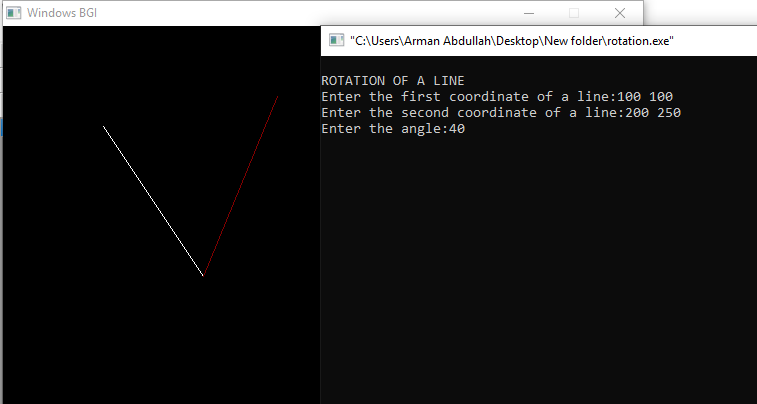 Windows BGI
"C:\Users\Arman Abdullah\Desktop\New folder\rotation.exe"
ROTATION OF A LINE
Enter the first coordinate of a line:100 100
Enter the second coordinate of a line:200 250
Enter the angle:40